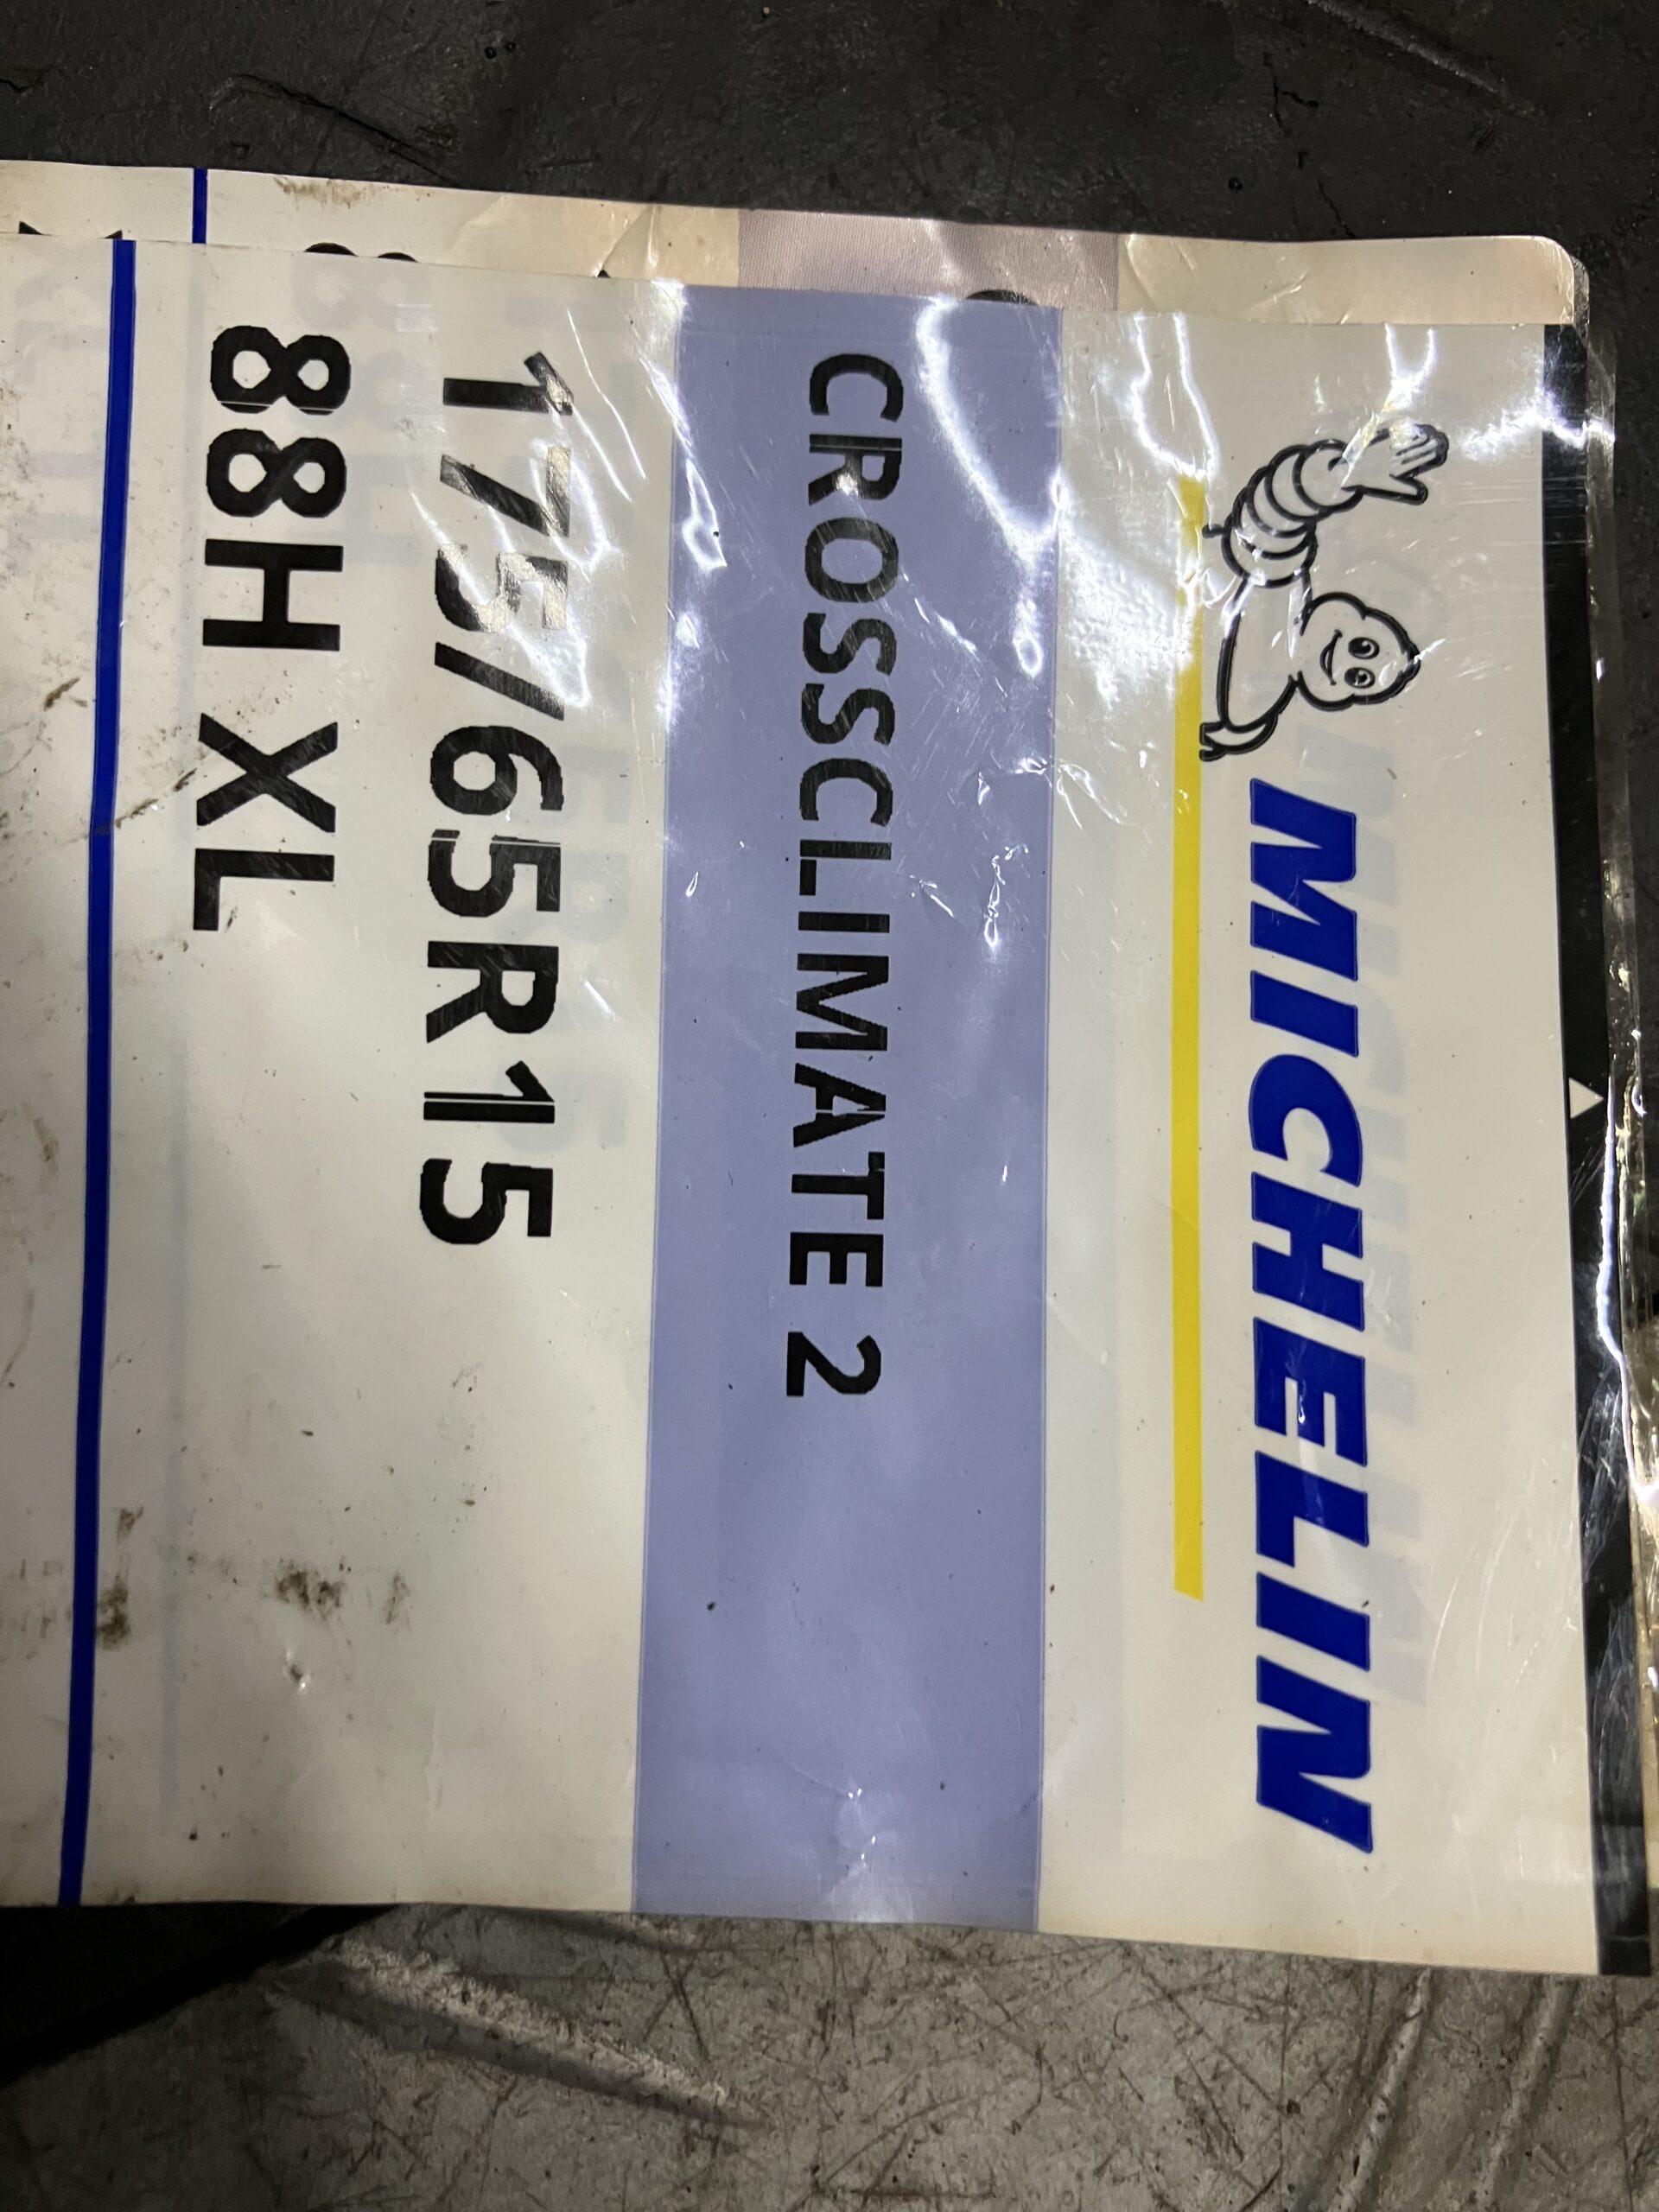 MICHELIN
CROSSCLIMATE 2
175/65R15
88H XL